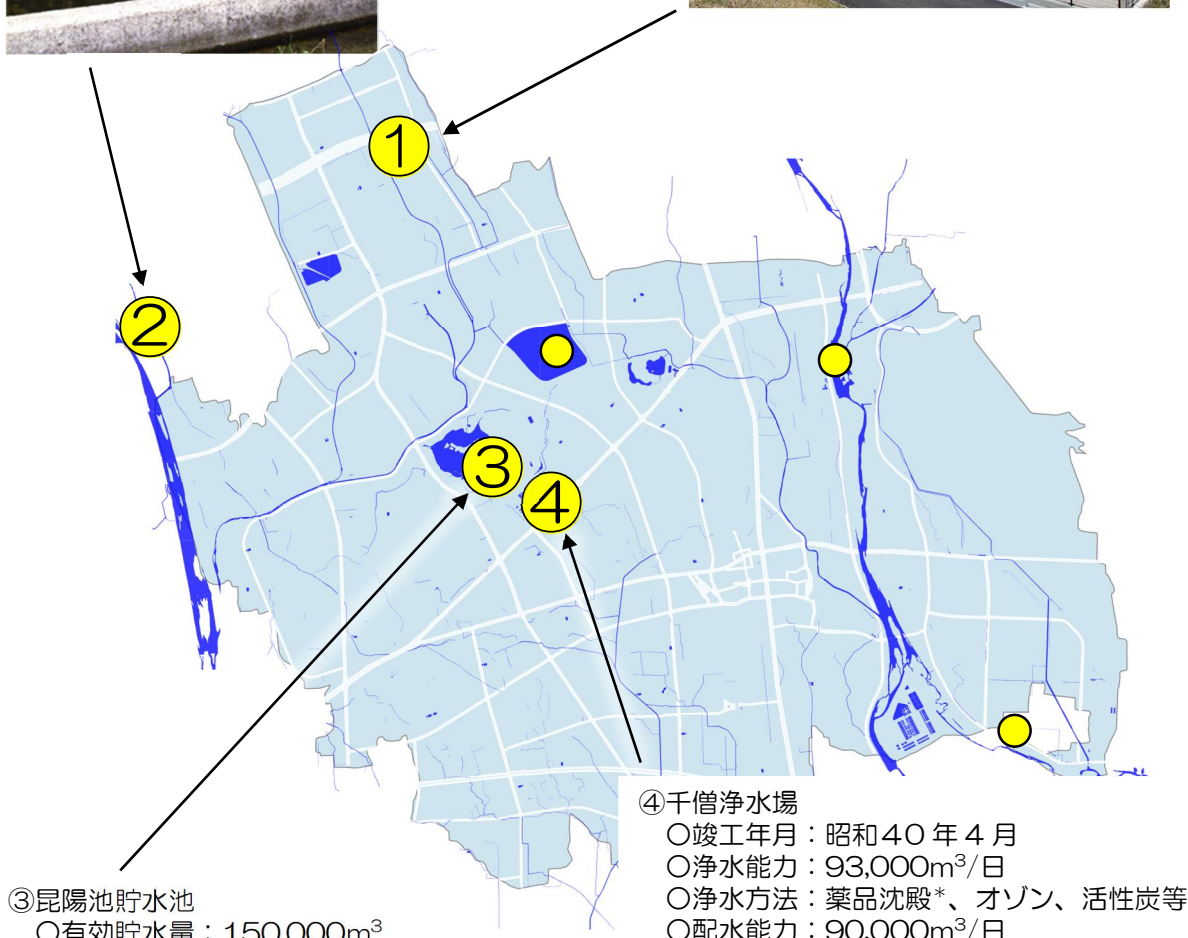 ①
②
③
④
④千僧浄水場
○竣工年月：昭和40年4月
○浄水能力：93,000m³/日
○浄水方法：薬品沈殿*、オゾン、活性炭等
○配水能力：90,000m³/日
③昆陽池貯水池
○有効貯水量：150,000m³